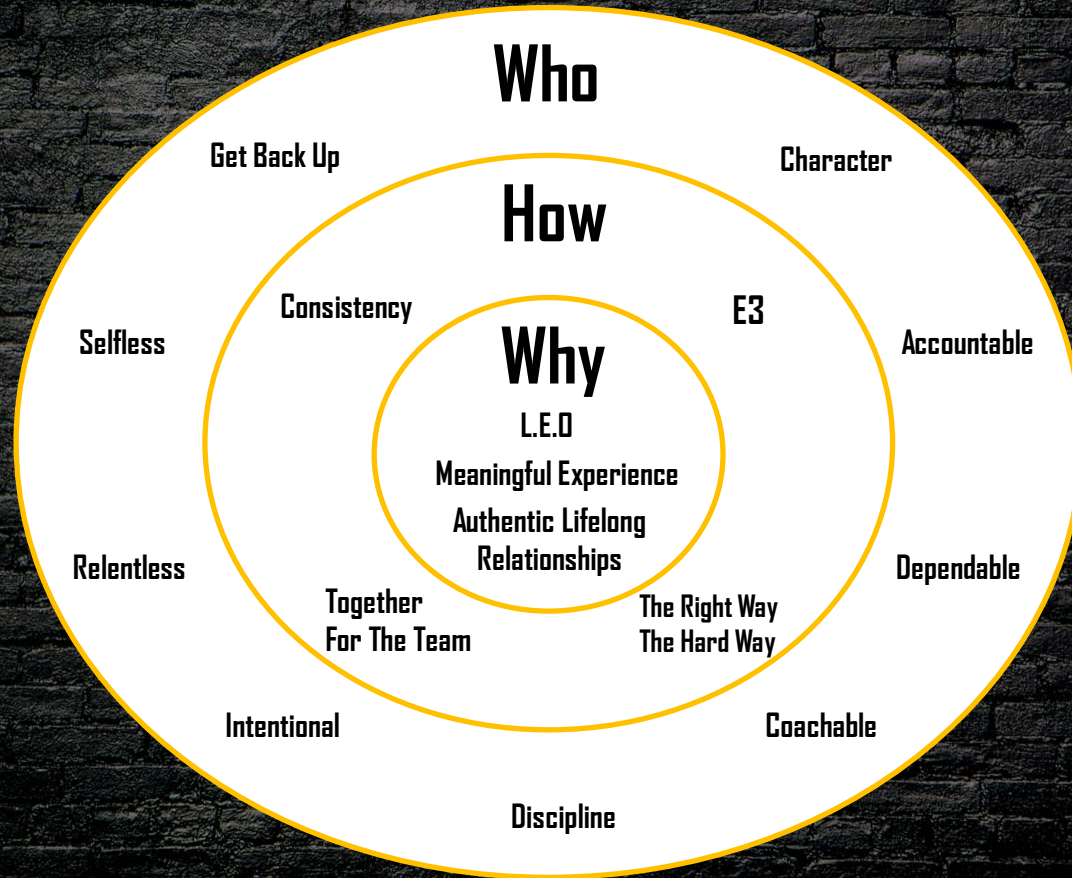 Who
Get Back Up
Character
How
Consistency
E3
Why
Selfless
Accountable
L.E.O
Meaningful Experience
Authentic Lifelong
Relationships
Relentless
Dependable
Together
For The Team
The Right Way
The Hard Way
Intentional
Coachable
Discipline